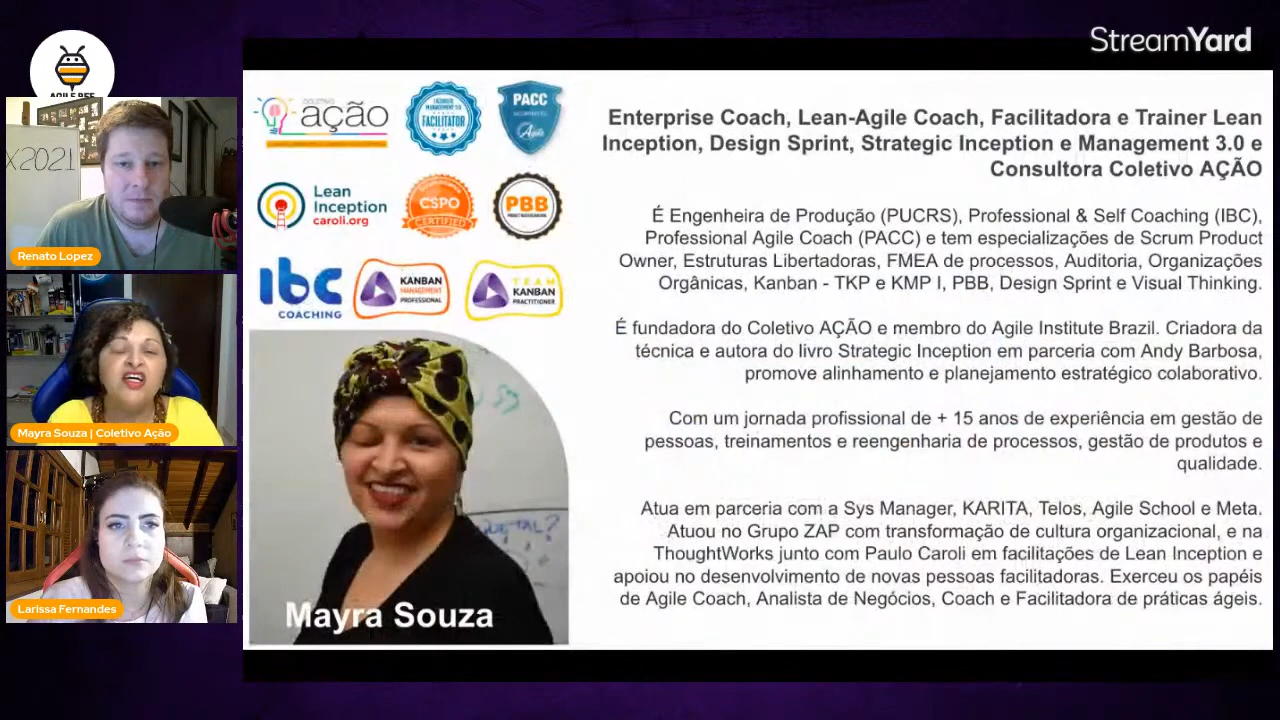 StreamYard
AGILE BEE
X2021
Renato Lopez
Mayra Souza | Coletivo Ação
Larissa Fernandes
COLETIVO
ação
FACILITATOR
PACC
Lean
Inception
caroli.org
CSPO
CERTIFIED
PBB
PRODUCT BACKLOG BUILDING
Ibc
COACHING
KANBAN
MANAGEMENT
PROFESSIONAL
TEAM
KANBAN
PRACTITIONER
Mayra Souza
Enterprise Coach, Lean-Agile Coach, Facilitadora e Trainer Lean
Inception, Design Sprint, Strategic Inception e Management 3.0 e
Consultora Coletivo AÇÃO
É Engenheira de Produção (PUCRS), Professional & Self Coaching (IBC),
Professional Agile Coach (PACC) e tem especializações de Scrum Product
Owner, Estruturas Libertadoras, FMEA de processos, Auditoria, Organizações
Orgânicas, Kanban - TKP e KMP I, PBB, Design Sprint e Visual Thinking.
É fundadora do Coletivo AÇÃO e membro do Agile Institute Brazil. Criadora da
técnica e autora do livro Strategic Inception em parceria com Andy Barbosa,
promove alinhamento e planejamento estratégico colaborativo.
Com um jornada profissional de + 15 anos de experiência em gestão de
pessoas, treinamentos e reengenharia de processos, gestão de produtos e
qualidade.
Atua em parceria com a Sys Manager, KARITA, Telos, Agile School e Meta.
Atuou no Grupo ZAP com transformação de cultura organizacional, e na
ThoughtWorks junto com Paulo Caroli em facilitações de Lean Inception e
apoiou no desenvolvimento de novas pessoas facilitadoras. Exerceu os papéis
de Agile Coach, Analista de Negócios, Coach e Facilitadora de práticas ágeis.